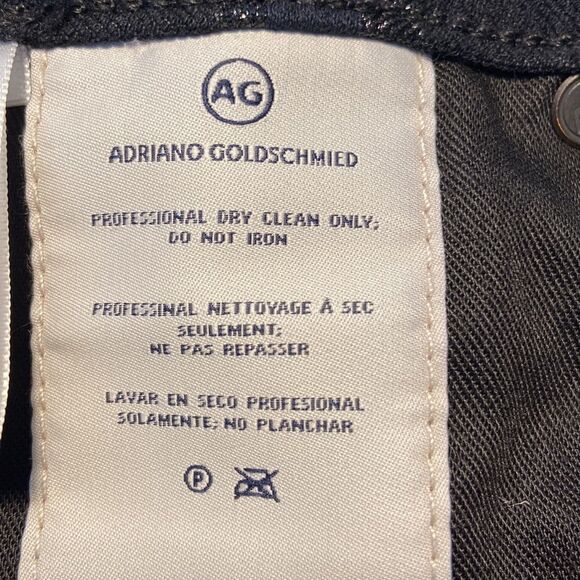 AG
ADRIANO GOLDSCHMIED
PROFESSIONAL DRY CLEAN ONLY;
DO NOT IRON
PROFESSINAL NETTOYAGE À SEC
SEULEMENT;
NE PAS REPASSER
LAVAR EN SECO PROFESIONAL
SOLAMENTE; NO PLANCHAR
P